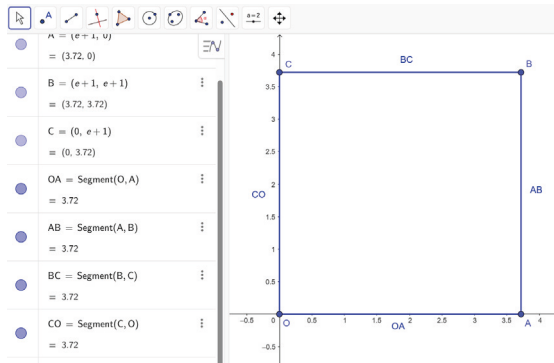 a=2
A = (e+1, 0)
= (3.72, 0)
B = (e+1, e+1)
= (3.72, 3.72)
C = (0, e+1)
= (0, 3.72)
OA = Segment(O, A)
= 3.72
AB = Segment(A, B)
= 3.72
BC = Segment(B, C)
= 3.72
CO = Segment(C, O)
= 3.72
4
C
BC
B
3.5
3
2.5
2
CO
AB
1.5
1
0.5
−0.5
0
O
0.5
1
1.5
2
2.5
3
3.5
A
4
OA
−0.5